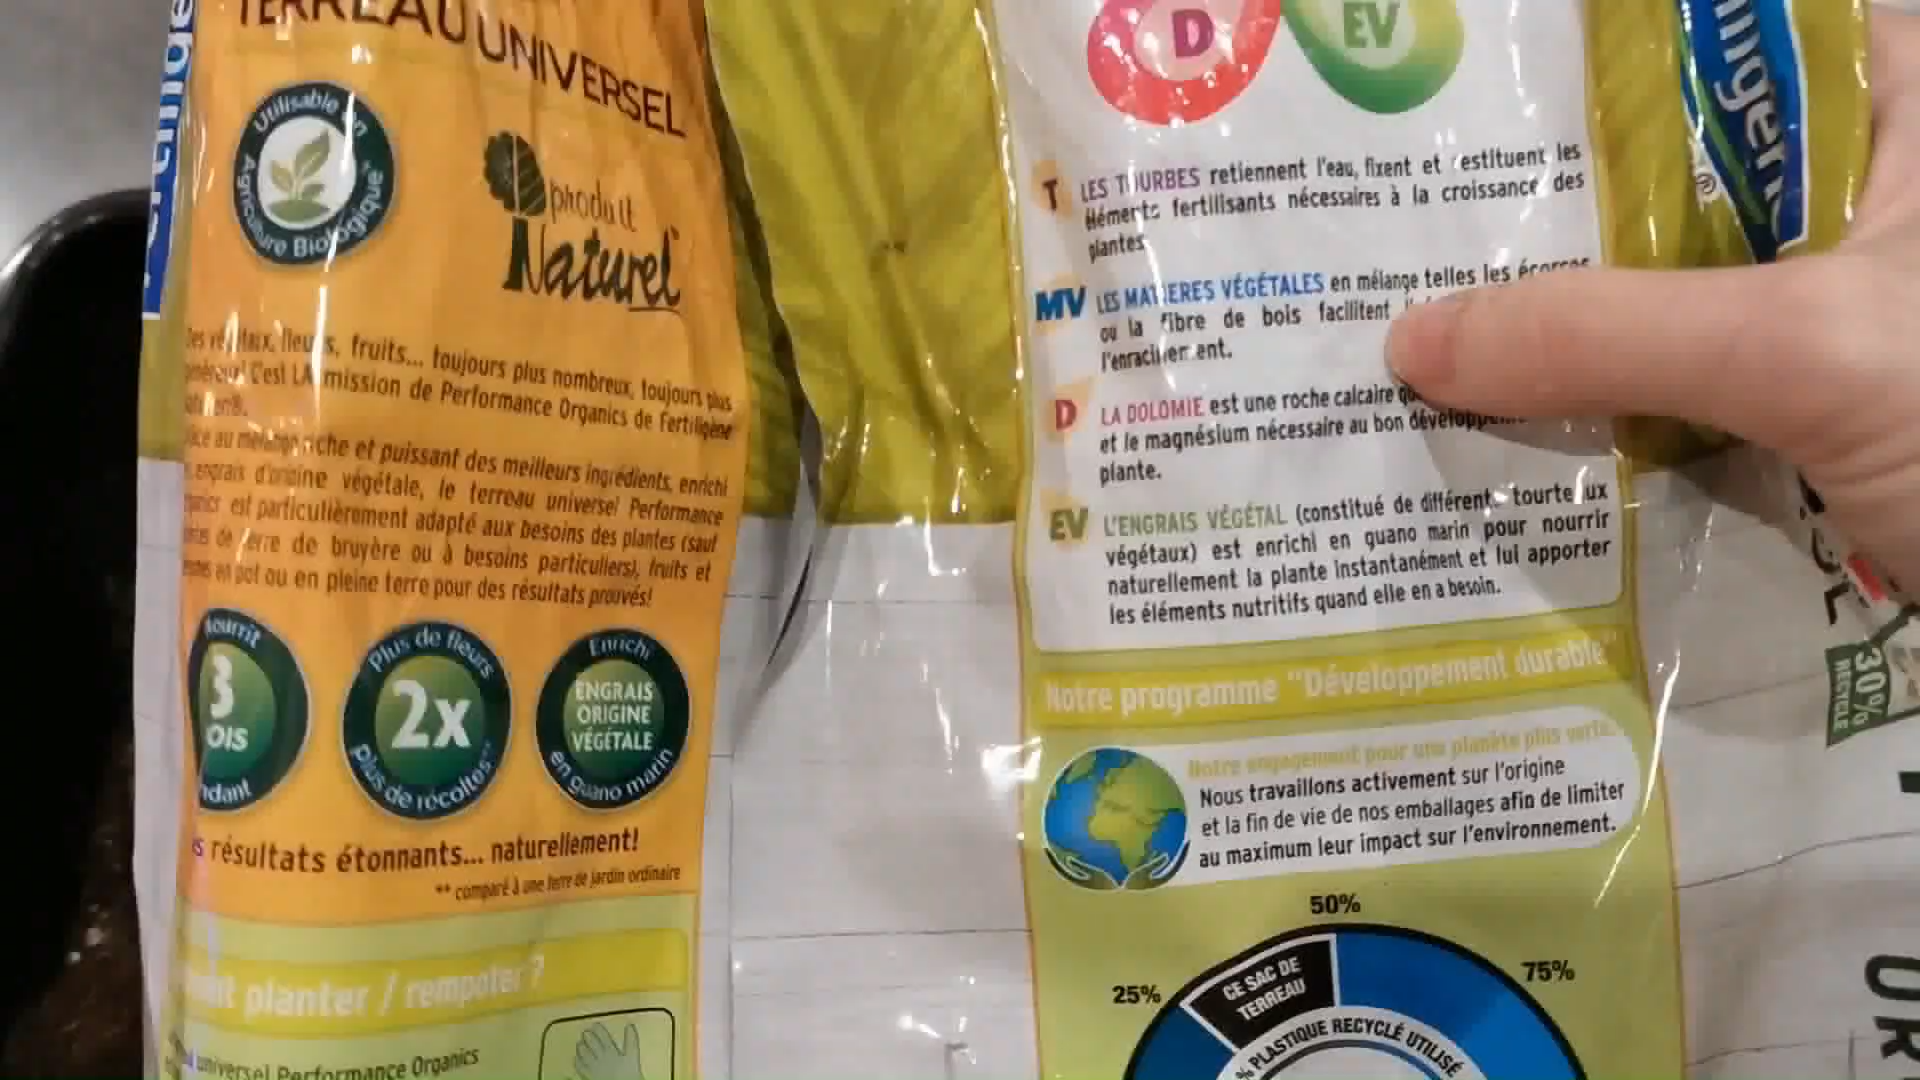 TERREAU UNIVERSEL
Utilisable en
Agriculture Biologique
produit
Naturel
fruits... toujours plus nombreux, toujours plus
C'est LA mission de Performance Organics de Fertiligène
et puissant des meilleurs ingrédients, enrichi
engrais d'origine végétale, le terreau universel Performance
est particulièrement adapté aux besoins des plantes (sauf
de terre de bruyère ou à besoins particuliers), fruits et
en pot ou en pleine terre pour des résultats prouvés!
3
OIS
Plus de fleurs
2x
plus de récoltes**
Enrichi
ENGRAIS
ORIGINE
VÉGÉTALE
en guano marin
résultats étonnants... naturellement!
** comparé à une terre de jardin ordinaire
planter / rempoter ?
universel Performance Organics
D
EV
T LES TOURBES retiennent l'eau, fixent et restituent les
éléments fertilisants nécessaires à la croissance des
plantes
MV LES MATIERES VÉGÉTALES en mélange telles les écorces
ou la fibre de bois facilitent
l'enracinement.
D LA DOLOMIE est une roche calcaire
et le magnésium nécessaire au bon
plante.
EV L'ENGRAIS VÉGÉTAL (constitué de différents tourteaux
végétaux) est enrichi en guano marin pour nourrir
naturellement la plante instantanément et lui apporter
les éléments nutritifs quand elle en a besoin.
Notre programme "Développement durable"
Notre engagement pour une planète plus verte.
Nous travaillons activement sur l'origine
et la fin de vie de nos emballages afin de limiter
au maximum leur impact sur l'environnement.
50%
25%
75%
CE SAC DE
TERREAU
% PLASTIQUE RECYCLÉ UTILISÉ
30%
RECYCLÉ